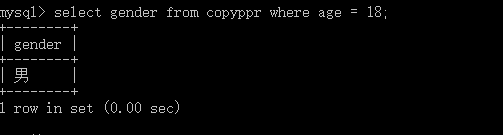 mysql> select gender from copyppr where age = 18;
+--------+
| gender |
+--------+
| 男     |
+--------+
1 row in set (0.00 sec)